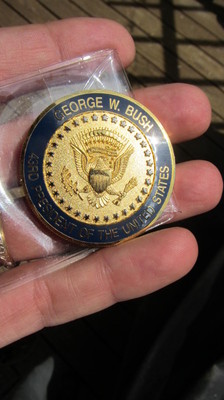 GEORGE W. BUSH
43RD PRESIDENT OF THE UNITED STATES